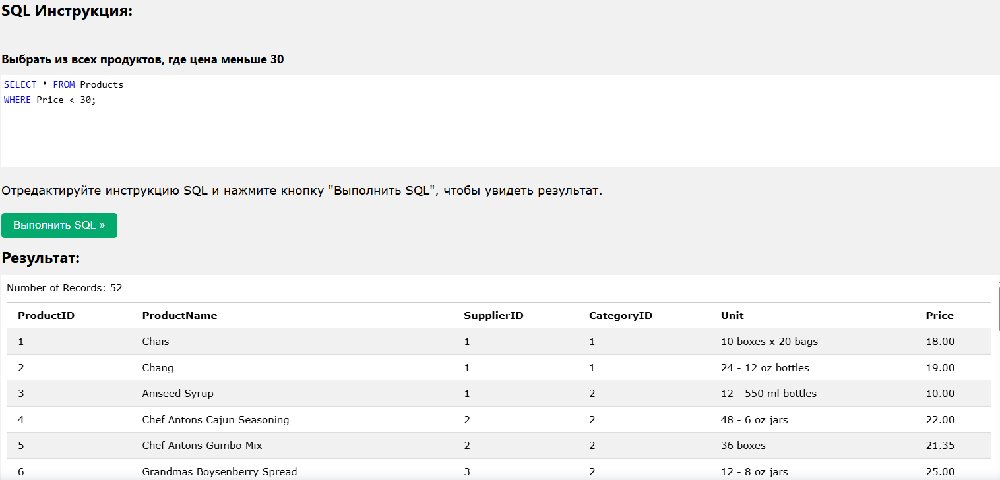 SQL Инструкция:
Выбрать из всех продуктов, где цена меньше 30
SELECT * FROM Products
WHERE Price < 30;
Отредактируйте инструкцию SQL и нажмите кнопку "Выполнить SQL", чтобы увидеть результат.
Выполнить SQL »
Результат:
Number of Records: 52
ProductID ProductName SupplierID CategoryID Unit Price
1 Chais 1 1 10 boxes x 20 bags 18.00
2 Chang 1 1 24 - 12 oz bottles 19.00
3 Aniseed Syrup 1 2 12 - 550 ml bottles 10.00
4 Chef Antons Cajun Seasoning 2 2 48 - 6 oz jars 22.00
5 Chef Antons Gumbo Mix 2 2 36 boxes 21.35
6 Grandmas Boysenberry Spread 3 2 12 - 8 oz jars 25.00